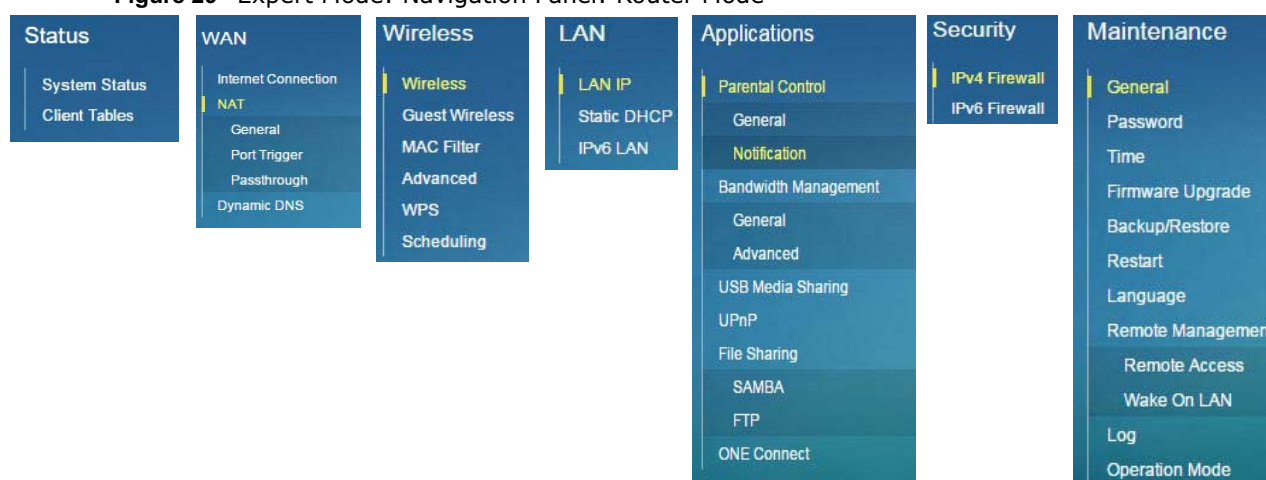 Expert Mode: Navigation Panel: Router Mode
Status
System Status
Client Tables
WAN
Internet Connection
NAT
General
Port Trigger
Passthrough
Dynamic DNS
Wireless
Wireless
Guest Wireless
MAC Filter
Advanced
WPS
Scheduling
LAN
LAN IP
Static DHCP
IPv6 LAN
Applications
Parental Control
General
Notification
Bandwidth Management
General
Advanced
USB Media Sharing
UPnP
File Sharing
SAMBA
FTP
ONE Connect
Security
IPv4 Firewall
IPv6 Firewall
Maintenance
General
Password
Time
Firmware Upgrade
Backup/Restore
Restart
Language
Remote Managemen
Remote Access
Wake On LAN
Log
Operation Mode